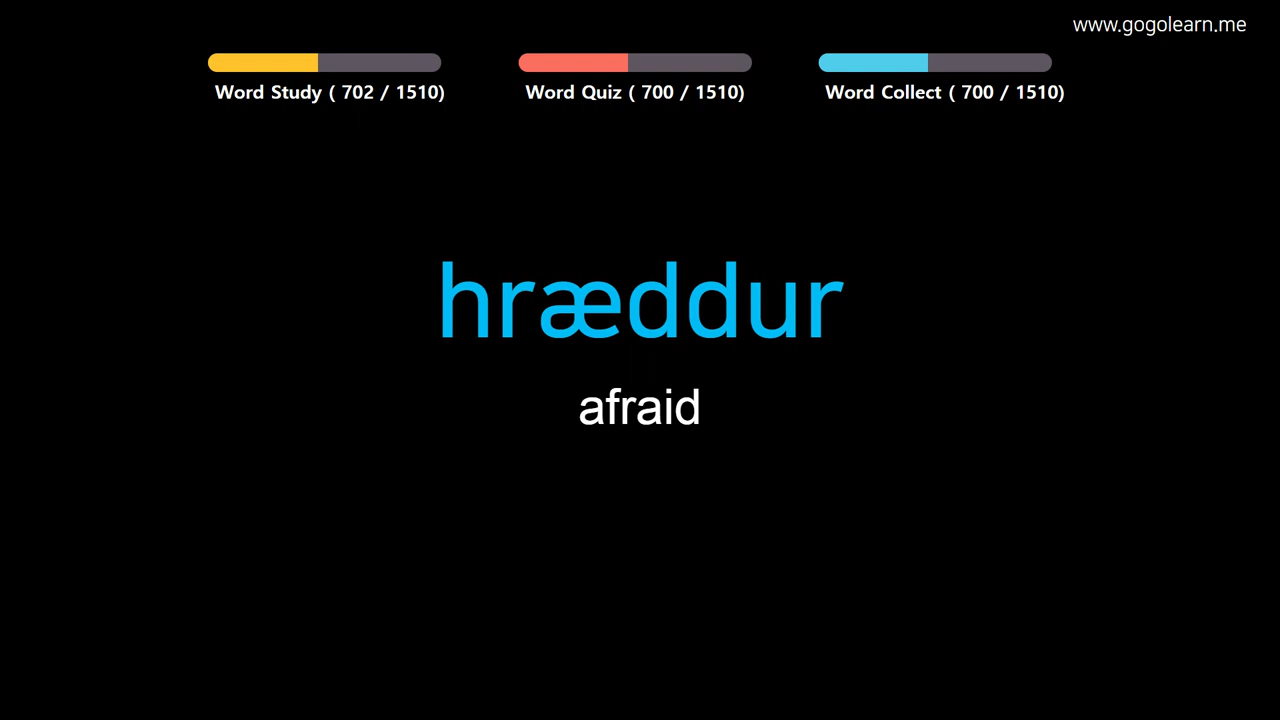 www.gogolearn.me
Word Study ( 702 / 1510)
Word Quiz ( 700 / 1510)
Word Collect ( 700 / 1510)
hræddur
afraid